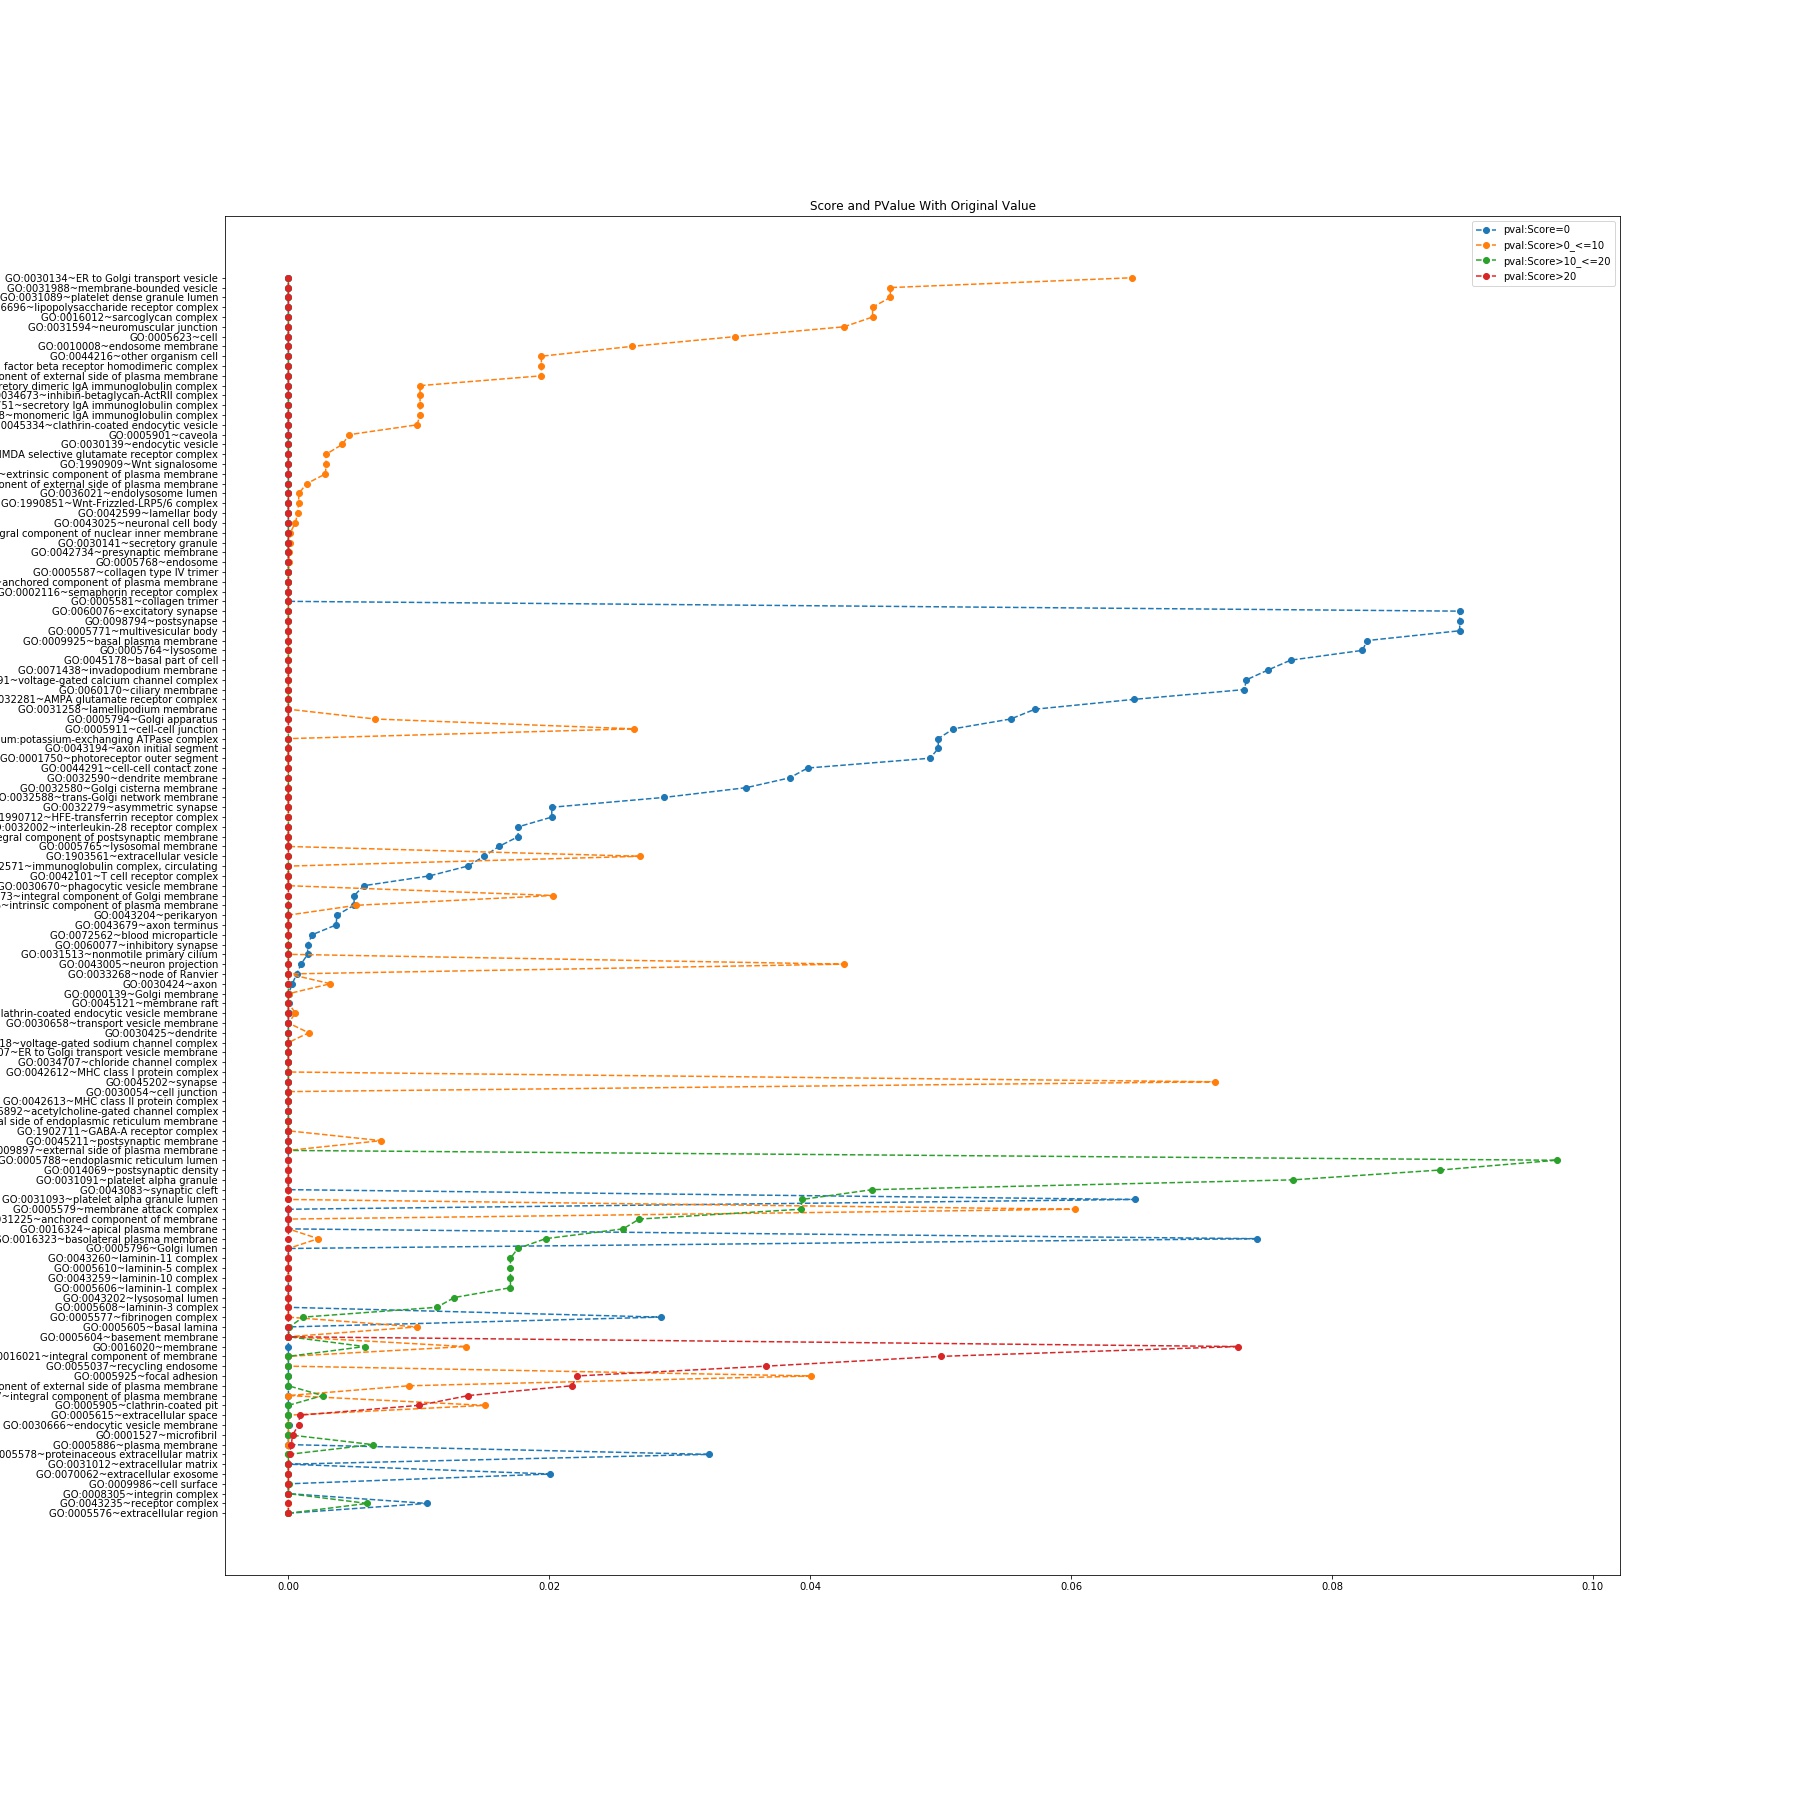 Score and PValue With Original Value
pval:Score=0
pval:Score>0_<=10
pval:Score>10_<=20
pval:Score>20
GO:0030134~ER to Golgi transport vesicle
GO:0031988~membrane-bounded vesicle
GO:0031089~platelet dense granule lumen
6696~lipopolysaccharide receptor complex
GO:0016012~sarcoglycan complex
GO:0031594~neuromuscular junction
GO:0005623~cell
GO:0010008~endosome membrane
GO:0044216~other organism cell
factor beta receptor homodimeric complex
onent of external side of plasma membrane
retory dimeric IgA immunoglobulin complex
0034673~inhibin-betaglycan-ActRII complex
751~secretory IgA immunoglobulin complex
8~monomeric IgA immunoglobulin complex
0045334~clathrin-coated endocytic vesicle
GO:0005901~caveola
GO:0030139~endocytic vesicle
NMDA selective glutamate receptor complex
GO:1990909~Wnt signalosome
~extrinsic component of plasma membrane
onent of external side of plasma membrane
GO:0036021~endolysosome lumen
GO:1990851~Wnt-Frizzled-LRP5/6 complex
GO:0042599~lamellar body
GO:0043025~neuronal cell body
gral component of nuclear inner membrane
GO:0030141~secretory granule
GO:0042734~presynaptic membrane
GO:0005768~endosome
GO:0005587~collagen type IV trimer
~anchored component of plasma membrane
GO:0002116~semaphorin receptor complex
GO:0005581~collagen trimer
GO:0060076~excitatory synapse
GO:0098794~postsynapse
GO:0005771~multivesicular body
GO:0009925~basal plasma membrane
GO:0005764~lysosome
GO:0045178~basal part of cell
GO:0071438~invadopodium membrane
91~voltage-gated calcium channel complex
GO:0060170~ciliary membrane
032281~AMPA glutamate receptor complex
GO:0031258~lamellipodium membrane
GO:0005794~Golgi apparatus
GO:0005911~cell-cell junction
um:potassium-exchanging ATPase complex
GO:0043194~axon initial segment
GO:0001750~photoreceptor outer segment
GO:0044291~cell-cell contact zone
GO:0032590~dendrite membrane
GO:0032580~Golgi cisterna membrane
GO:0032588~trans-Golgi network membrane
GO:0032279~asymmetric synapse
1990712~HFE-transferrin receptor complex
O:0032002~interleukin-28 receptor complex
egral component of postsynaptic membrane
GO:0005765~lysosomal membrane
GO:1903561~extracellular vesicle
2571~immunoglobulin complex, circulating
GO:0042101~T cell receptor complex
GO:0030670~phagocytic vesicle membrane
73~integral component of Golgi membrane
~intrinsic component of plasma membrane
GO:0043204~perikaryon
GO:0043679~axon terminus
GO:0072562~blood microparticle
GO:0060077~inhibitory synapse
GO:0031513~nonmotile primary cilium
GO:0043005~neuron projection
GO:0033268~node of Ranvier
GO:0030424~axon
GO:0000139~Golgi membrane
GO:0045121~membrane raft
lathrin-coated endocytic vesicle membrane
GO:0030658~transport vesicle membrane
GO:0030425~dendrite
18~voltage-gated sodium channel complex
07~ER to Golgi transport vesicle membrane
GO:0034707~chloride channel complex
GO:0042612~MHC class I protein complex
GO:0045202~synapse
GO:0030054~cell junction
GO:0042613~MHC class II protein complex
5892~acetylcholine-gated channel complex
al side of endoplasmic reticulum membrane
GO:1902711~GABA-A receptor complex
GO:0045211~postsynaptic membrane
009897~external side of plasma membrane
GO:0005788~endoplasmic reticulum lumen
GO:0014069~postsynaptic density
GO:0031091~platelet alpha granule
GO:0043083~synaptic cleft
GO:0031093~platelet alpha granule lumen
GO:0005579~membrane attack complex
031225~anchored component of membrane
GO:0016324~apical plasma membrane
GO:0016323~basolateral plasma membrane
GO:0005796~Golgi lumen
GO:0043260~laminin-11 complex
GO:0005610~laminin-5 complex
GO:0043259~laminin-10 complex
GO:0005606~laminin-1 complex
GO:0043202~lysosomal lumen
GO:0005608~laminin-3 complex
GO:0005577~fibrinogen complex
GO:0005605~basal lamina
GO:0005604~basement membrane
GO:0016020~membrane
0016021~integral component of membrane
GO:0055037~recycling endosome
GO:0005925~focal adhesion
onent of external side of plasma membrane
7~integral component of plasma membrane
GO:0005905~clathrin-coated pit
GO:0005615~extracellular space
GO:0030666~endocytic vesicle membrane
GO:0001527~microfibril
GO:0005886~plasma membrane
005578~proteinaceous extracellular matrix
GO:0031012~extracellular matrix
GO:0070062~extracellular exosome
GO:0009986~cell surface
GO:0008305~integrin complex
GO:0043235~receptor complex
GO:0005576~extracellular region
0.00 0.02 0.04 0.06 0.08 0.10